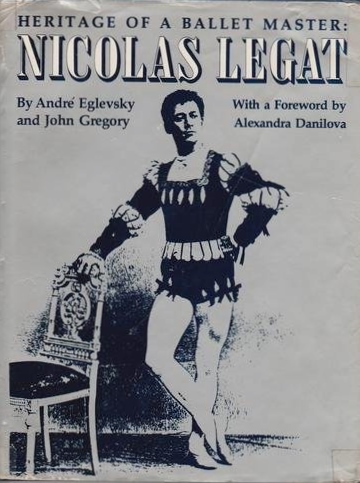 HERITAGE OF A BALLET MASTER:
NICOLAS LEGAT
By André Eglevsky
and John Gregory
With a Foreword by
Alexandra Danilova